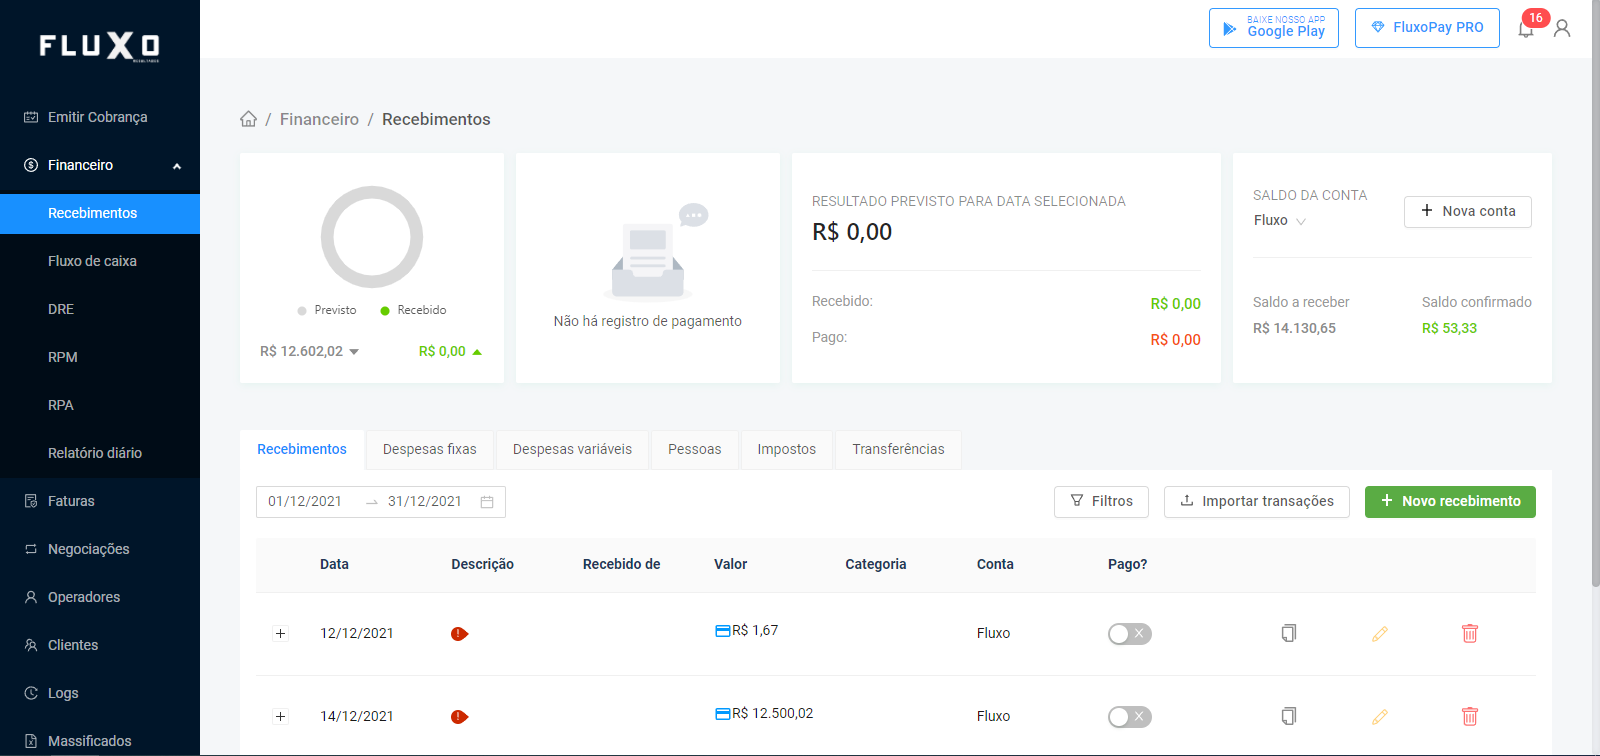 FLUXO
BAIXE NOSSO APP
Google Play
FluxoPay PRO
16
Emitir Cobrança
Financeiro
Recebimentos
Fluxo de caixa
DRE
RPM
RPA
Relatório diário
Faturas
Negociações
Operadores
Clientes
Logs
Massificados
/ Financeiro / Recebimentos
Previsto Recebido
R$ 12.602,02 R$ 0,00
Não há registro de pagamento
RESULTADO PREVISTO PARA DATA SELECIONADA
R$ 0,00
Recebido: R$ 0,00
Pago: R$ 0,00
SALDO DA CONTA
Fluxo
+ Nova conta
Saldo a receber Saldo confirmado
R$ 14.130,65 R$ 53,33
Recebimentos Despesas fixas Despesas variáveis Pessoas Impostos Transferências
01/12/2021 → 31/12/2021
Filtros Importar transações + Novo recebimento
Data Descrição Recebido de Valor Categoria Conta Pago?
+ 12/12/2021 ! R$ 1,67 Fluxo X
+ 14/12/2021 ! R$ 12.500,02 Fluxo X